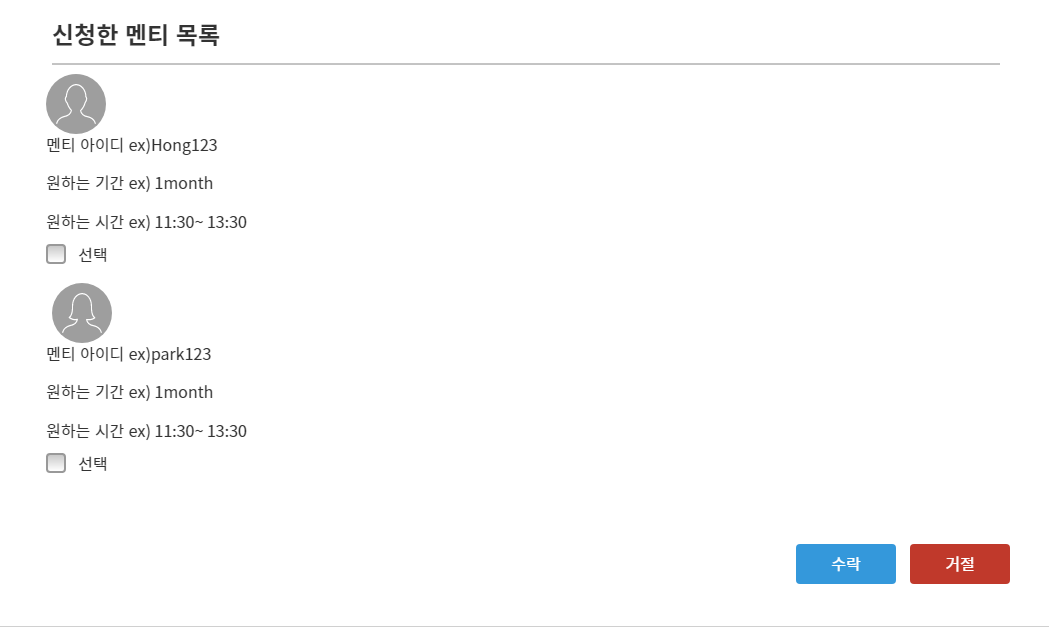 신청한 멘티 목록
멘티 아이디 ex)Hong123
원하는 기간 ex) 1month
원하는 시간 ex) 11:30~ 13:30
선택
멘티 아이디 ex)park123
원하는 기간 ex) 1month
원하는 시간 ex) 11:30~ 13:30
선택
수락 거절